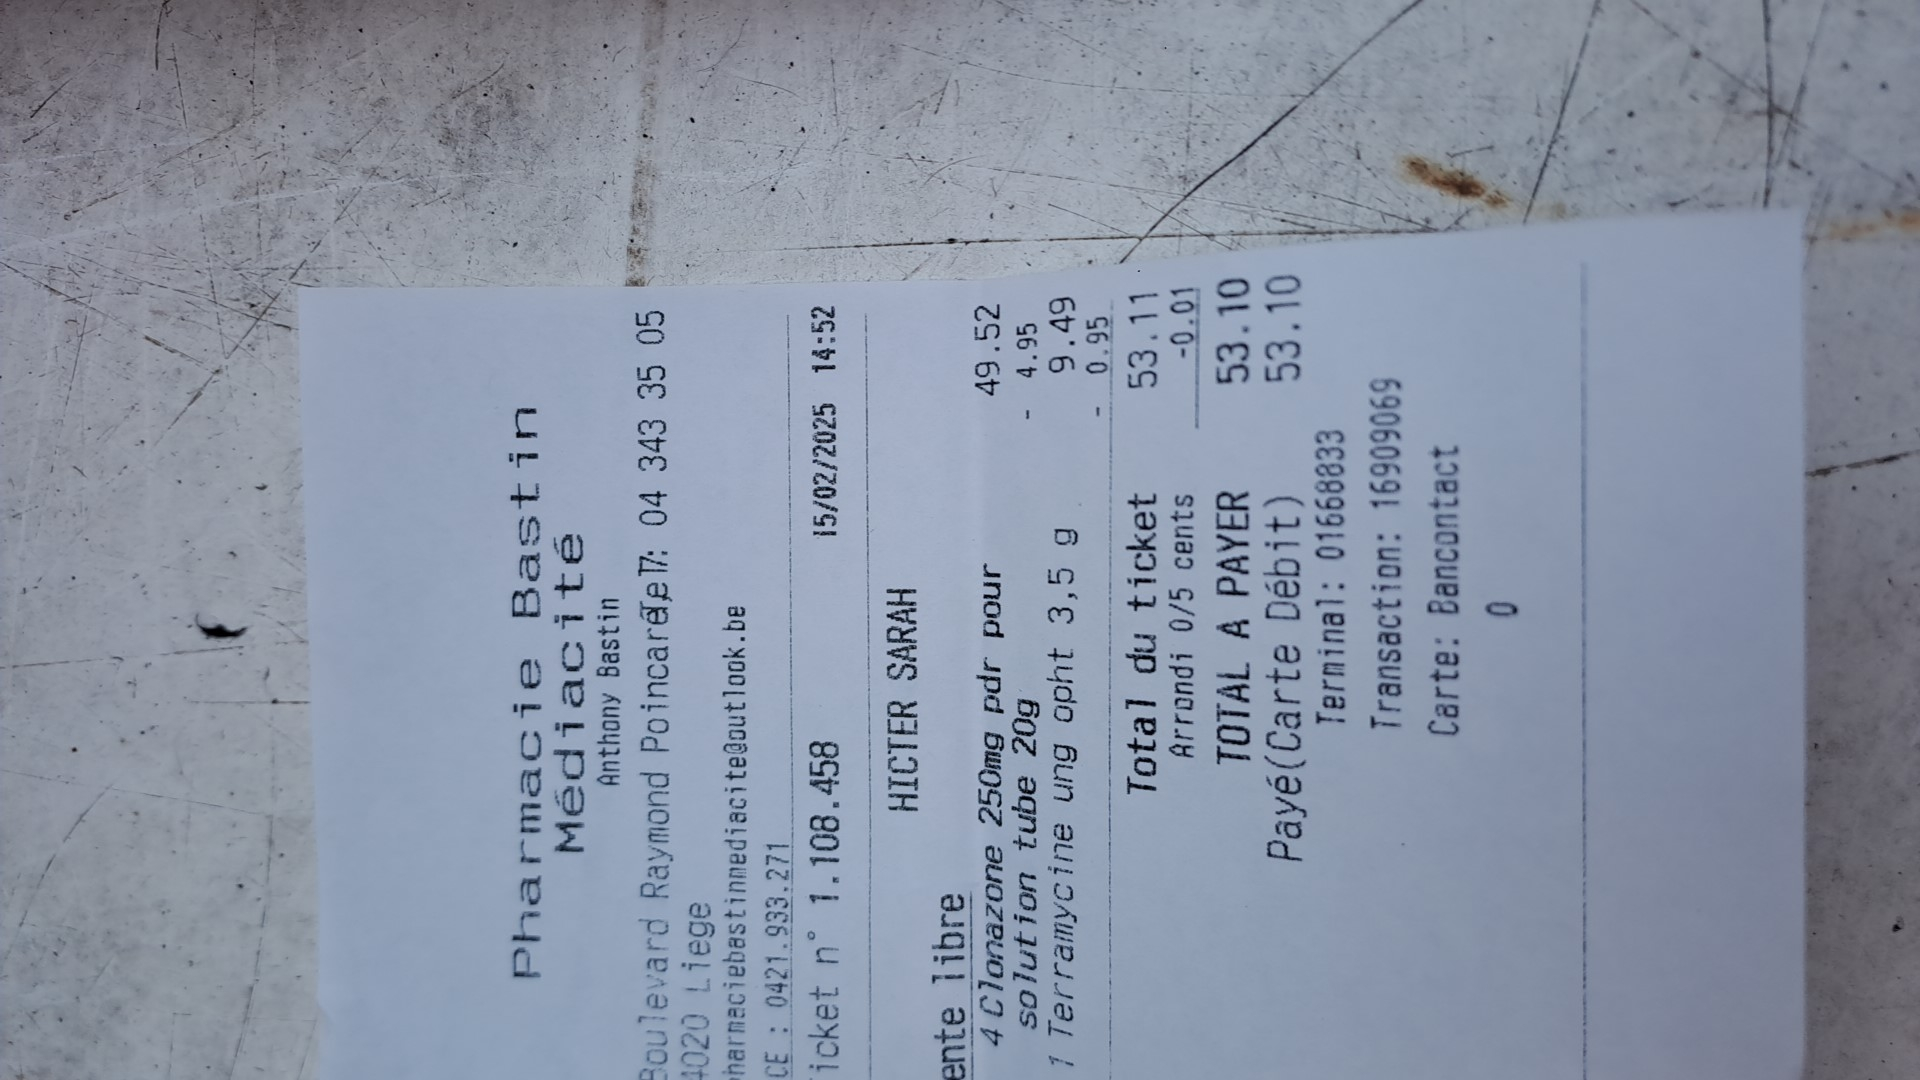 Pharmacie Bastin
Médiacité
Anthony Bastin
Boulevard Raymond Poincaré, 04 343 35 05
4020 Liege
harmaciebastinmediacite@outlook.be
CE : 0421.933.271
icket n° 1.108.458 15/02/2025 14:52
HICTER SARAH
ente libre
4 Clonazone 250mg pdr pour 49.52
solution tube 20g - 4.95
1 Terramycine ung opht 3,5 g 9.49
- 0.95
Total du ticket 53.11
Arrondi 0/5 cents -0.01
TOTAL A PAYER 53.10
Payé(Carte Débit) 53.10
Terminal: 01668833
Transaction: 16909069
Carte: Bancontact
0